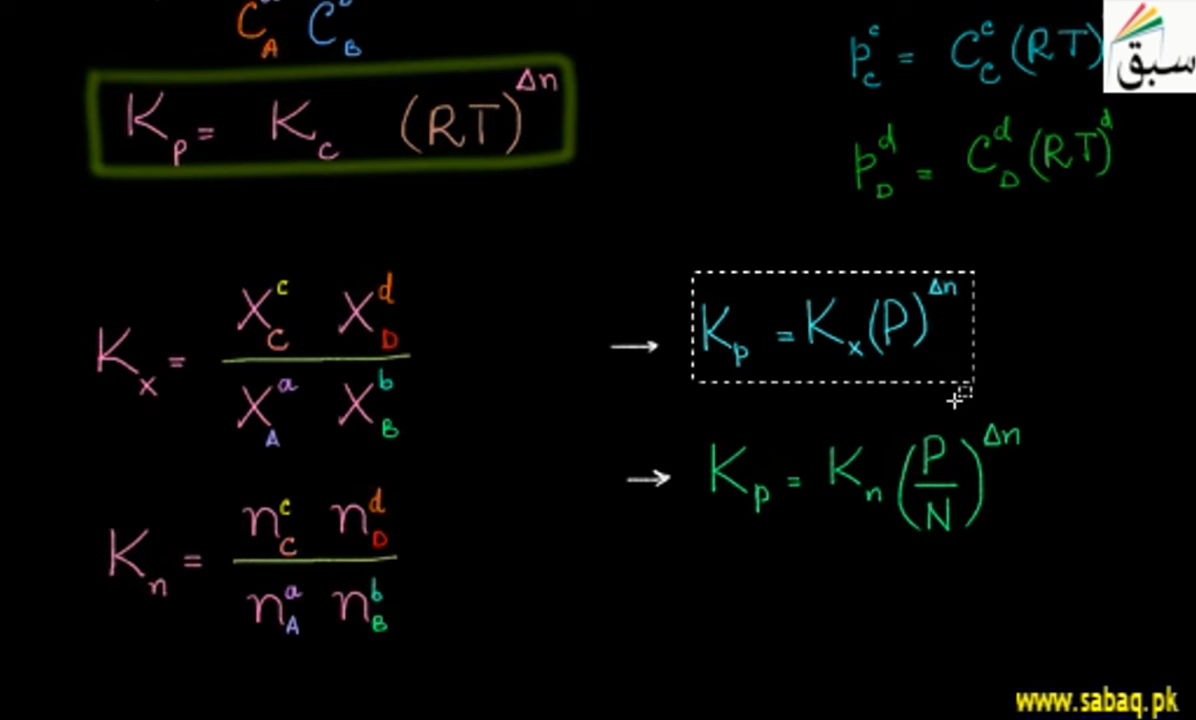 C_A C_B
K_p = K_c (RT)^Δn
p_C^c = C_C^c (RT)
سبق
p_D^d = C_D^d (RT)^d
K_x = X_C^c X_D^d / X_A^a X_B^b
→ K_p = K_x (P)^Δn
→ K_p = K_n (P/N)^Δn
K_n = n_C^c n_D^d / n_A^a n_B^b
www.sabaq.pk